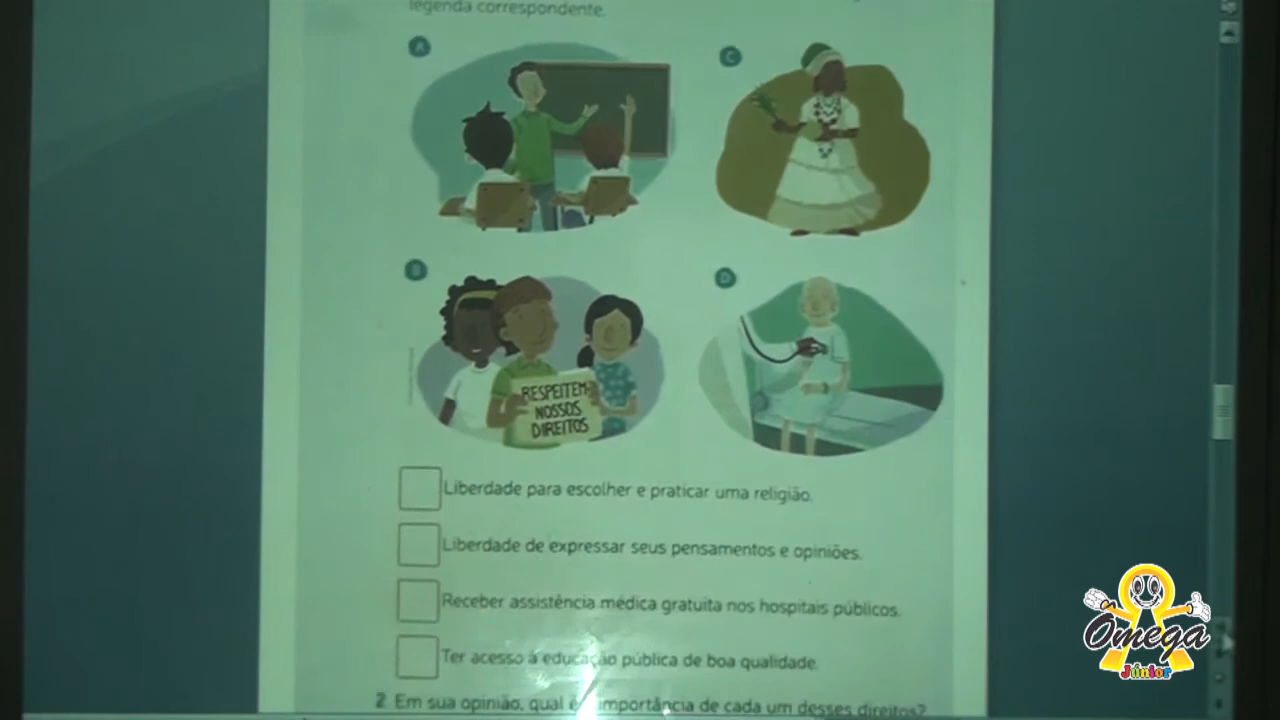 legenda correspondente.
A
C
B
D
RESPEITEM
NOSSOS
DIREITOS
Liberdade para escolher e praticar uma religião.
Liberdade de expressar seus pensamentos e opiniões.
Receber assistência médica gratuita nos hospitais públicos.
Ter acesso à educação pública de boa qualidade.
2 Em sua opinião, qual é importância de cada um desses direitos?
Omega
Júnior